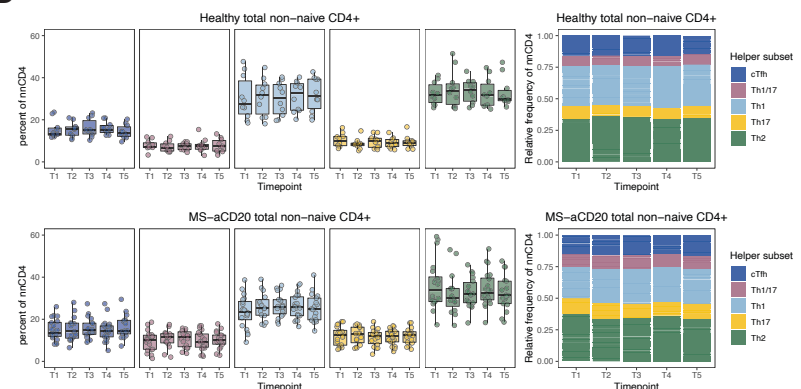 Healthy total non−naive CD4+
Healthy total non−naive CD4+
percent of nnCD4
60
40
20
0
T1 T2 T3 T4 T5 T1 T2 T3 T4 T5 T1 T2 T3 T4 T5 T1 T2 T3 T4 T5 T1 T2 T3 T4 T5
Timepoint
Relative frequency of nnCD4
1.00
0.75
0.50
0.25
0.00
T1 T2 T3 T4 T5
Timepoint
Helper subset
cTfh
Th1/17
Th1
Th17
Th2
MS−aCD20 total non−naive CD4+
MS−aCD20 total non−naive CD4+
percent of nnCD4
60
40
20
0
T1 T2 T3 T4 T5 T1 T2 T3 T4 T5 T1 T2 T3 T4 T5 T1 T2 T3 T4 T5 T1 T2 T3 T4 T5
Timepoint
Relative frequency of nnCD4
1.00
0.75
0.50
0.25
0.00
T1 T2 T3 T4 T5
Timepoint
Helper subset
cTfh
Th1/17
Th1
Th17
Th2